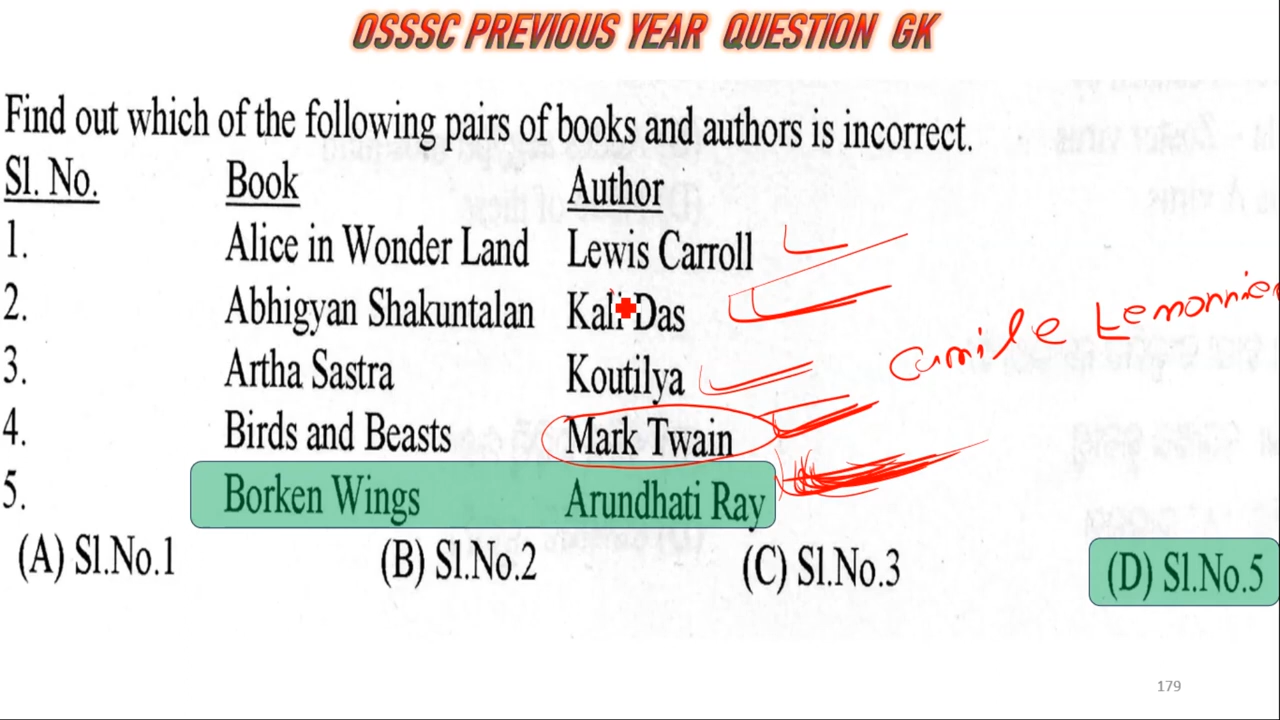 OSSSC PREVIOUS YEAR QUESTION GK
Find out which of the following pairs of books and authors is incorrect.
Sl. No. Book Author
1. Alice in Wonder Land Lewis Carroll
2. Abhigyan Shakuntalan Kali Das
3. Artha Sastra Koutilya
Camile Lemonnier
4. Birds and Beasts Mark Twain
5. Borken Wings Arundhati Ray
(A) Sl.No.1 (B) Sl.No.2 (C) Sl.No.3 (D) Sl.No.5
179